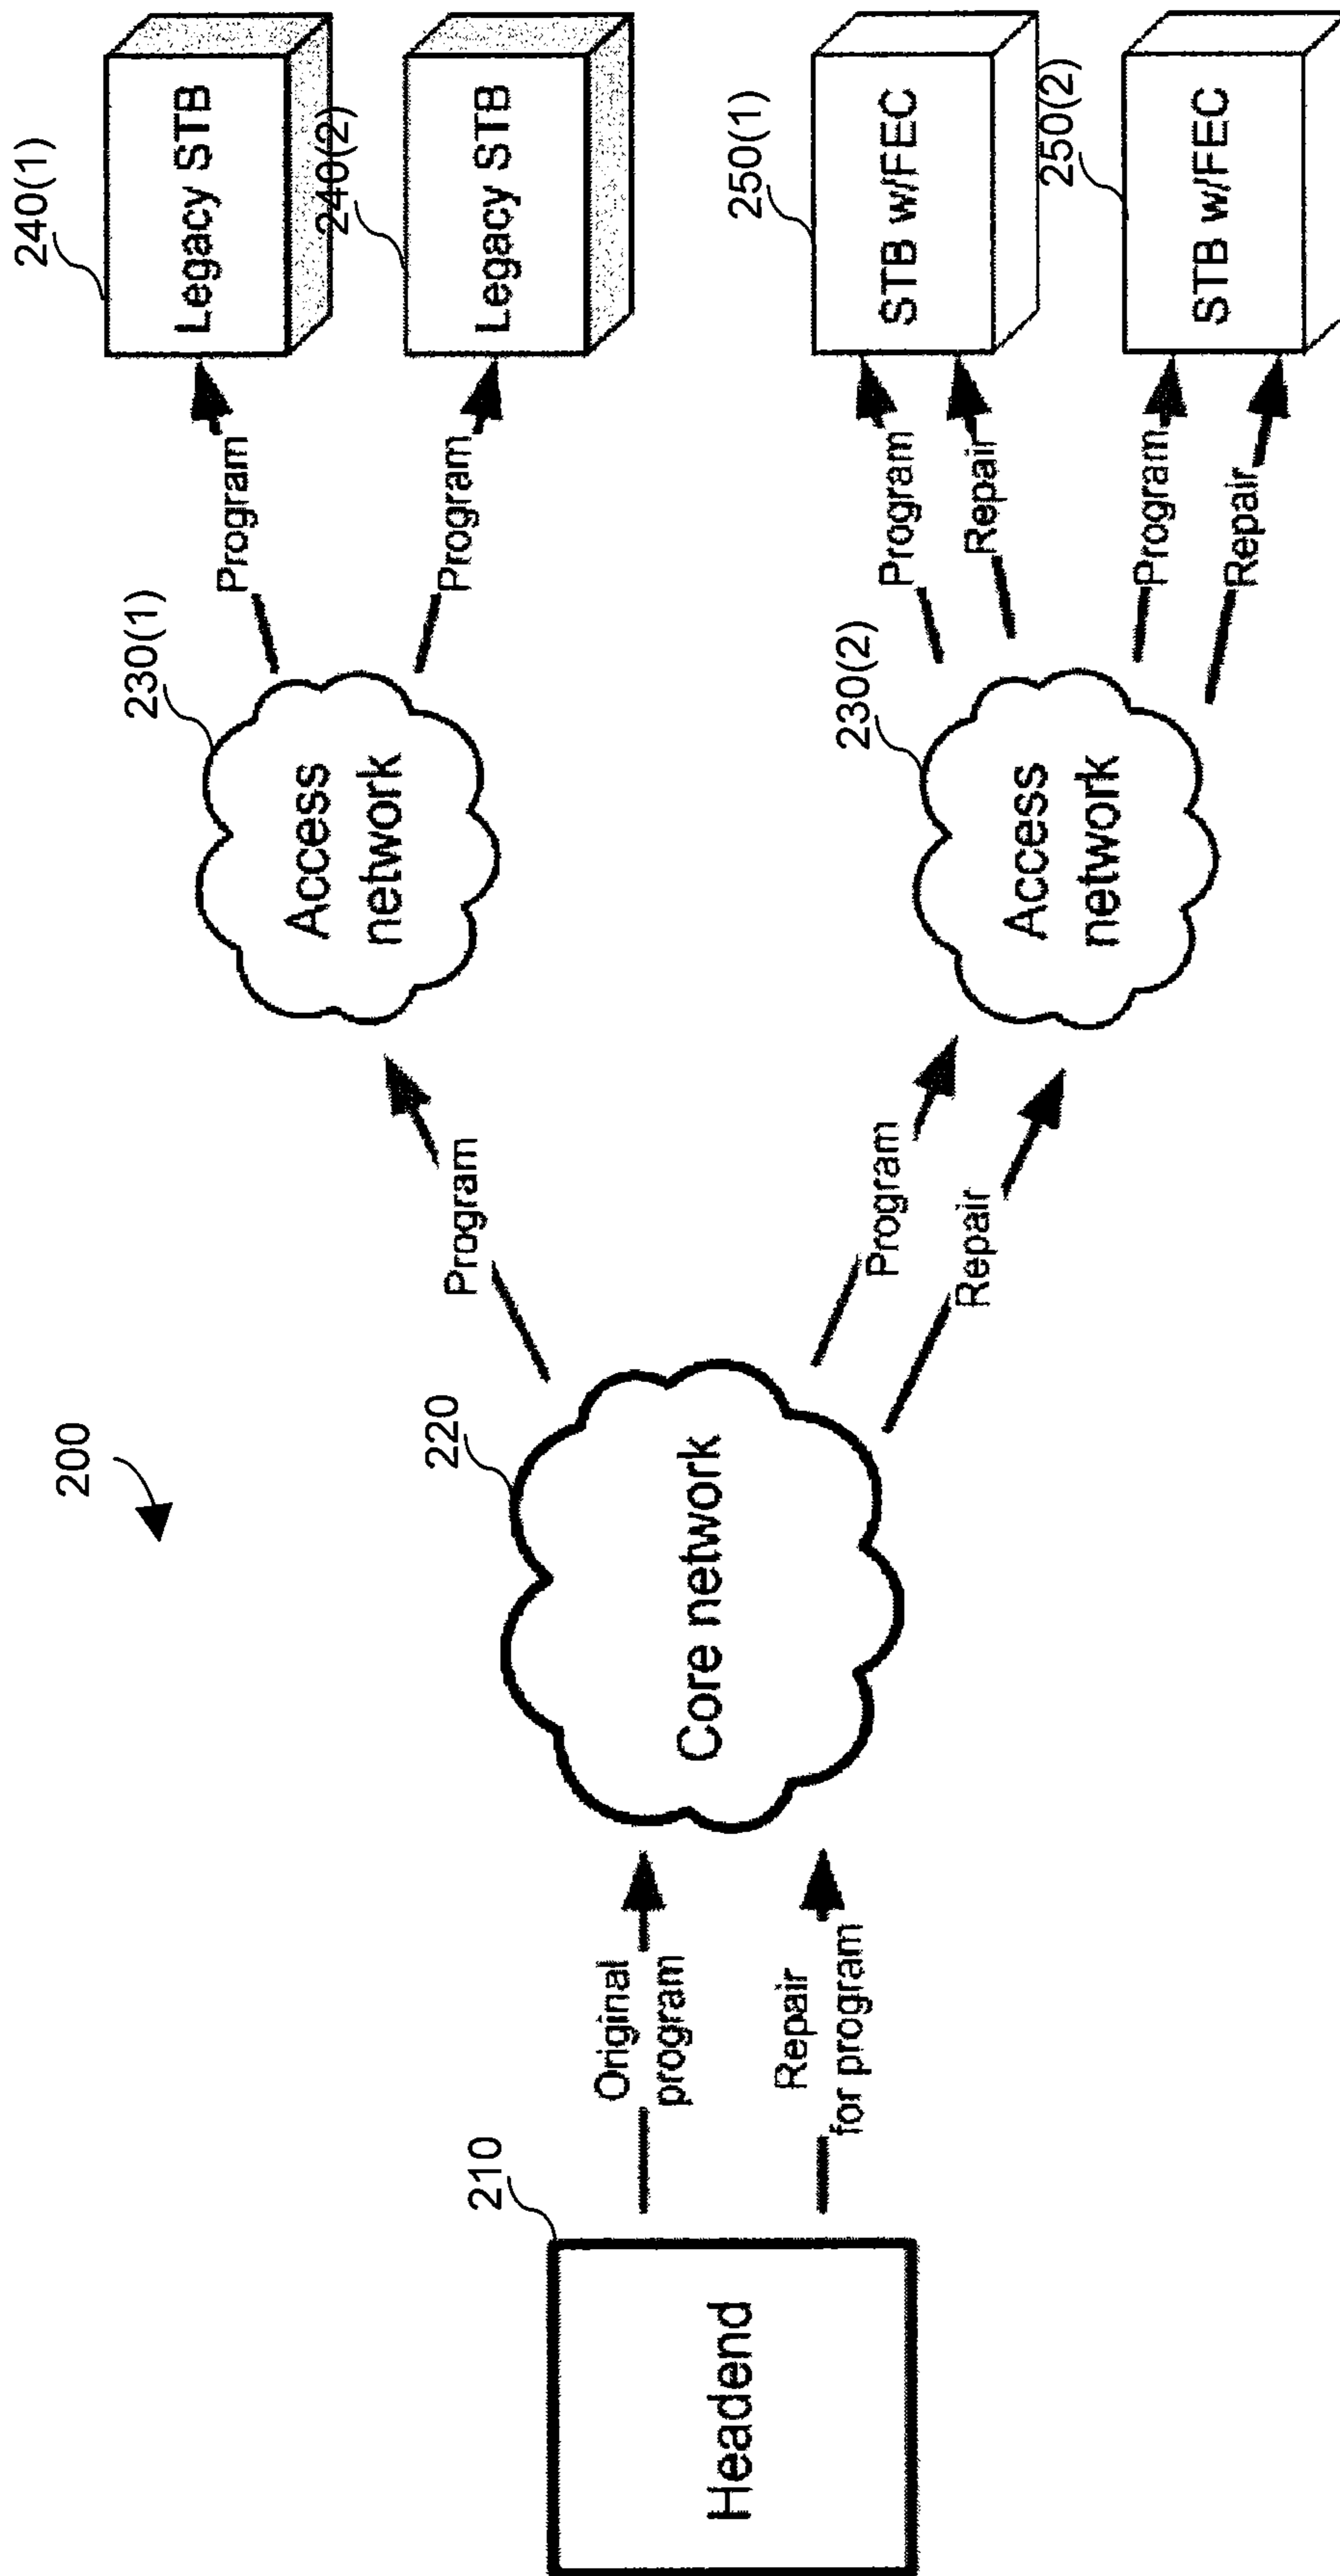 200
210
Headend
Original
program
Repair
for program
220
Core network
Program
Program
Repair
230(1)
Access
network
230(2)
Access
network
Program
Program
Program
Repair
Program
Repair
240(1)
Legacy STB
240(2)
Legacy STB
250(1)
STB w/FEC
250(2)
STB w/FEC